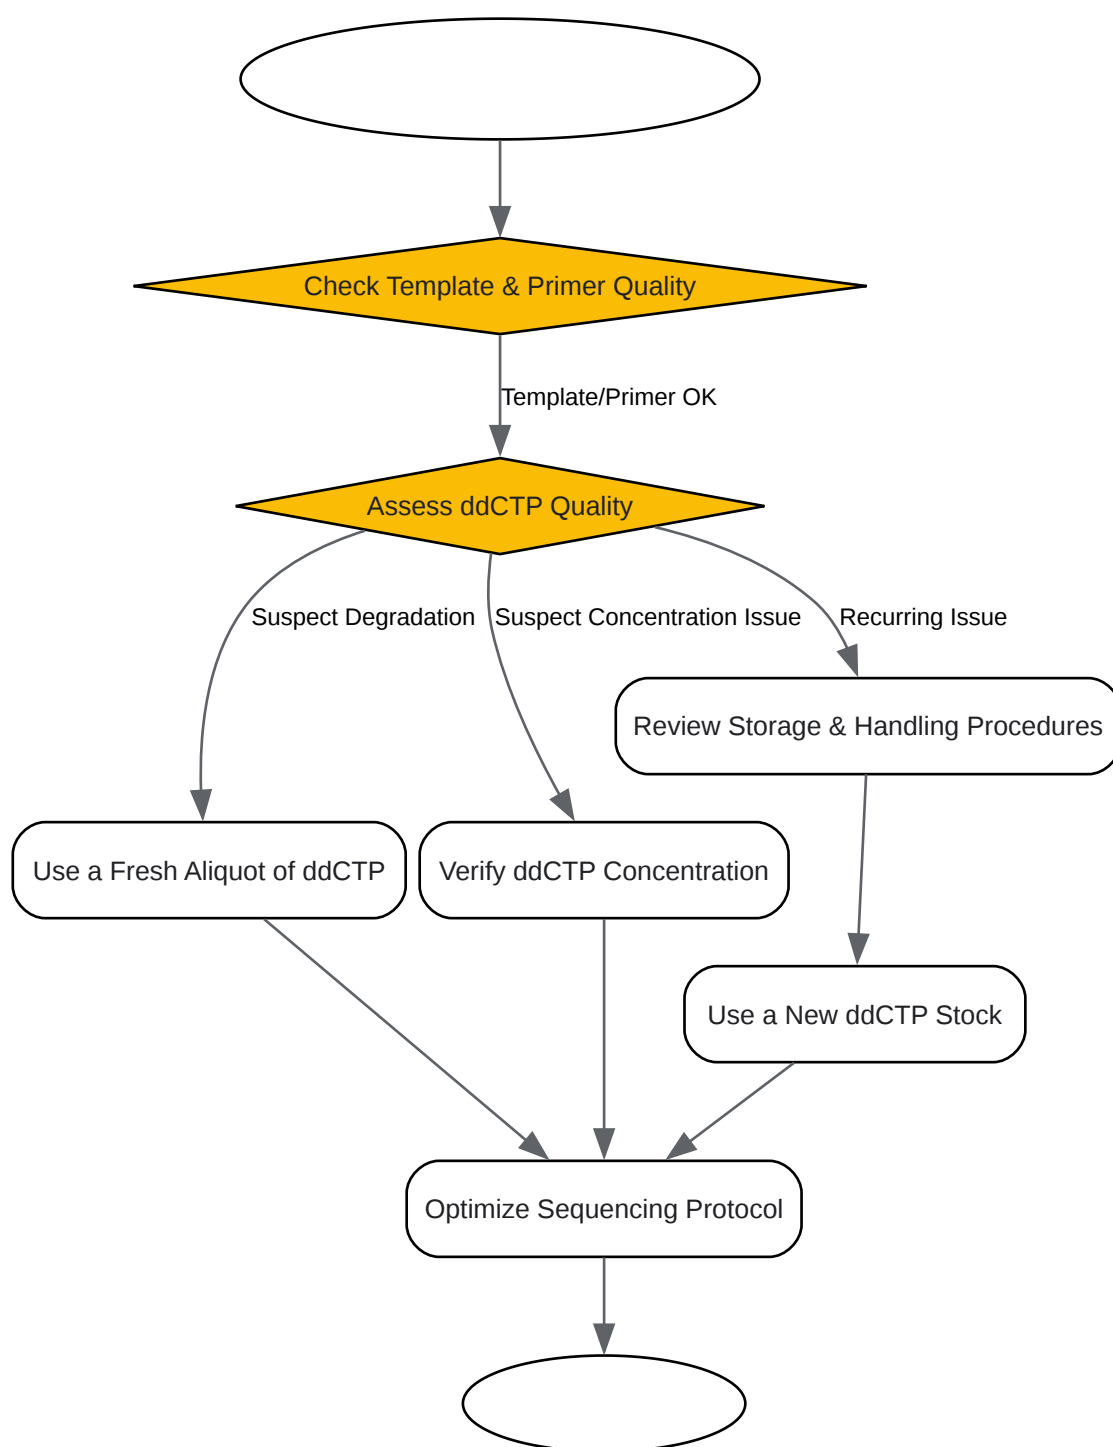 Check Template & Primer Quality
Template/Primer OK
Assess ddCTP Quality
Suspect Degradation
Suspect Concentration Issue
Recurring Issue
Review Storage & Handling Procedures
Use a Fresh Aliquot of ddCTP
Verify ddCTP Concentration
Use a New ddCTP Stock
Optimize Sequencing Protocol